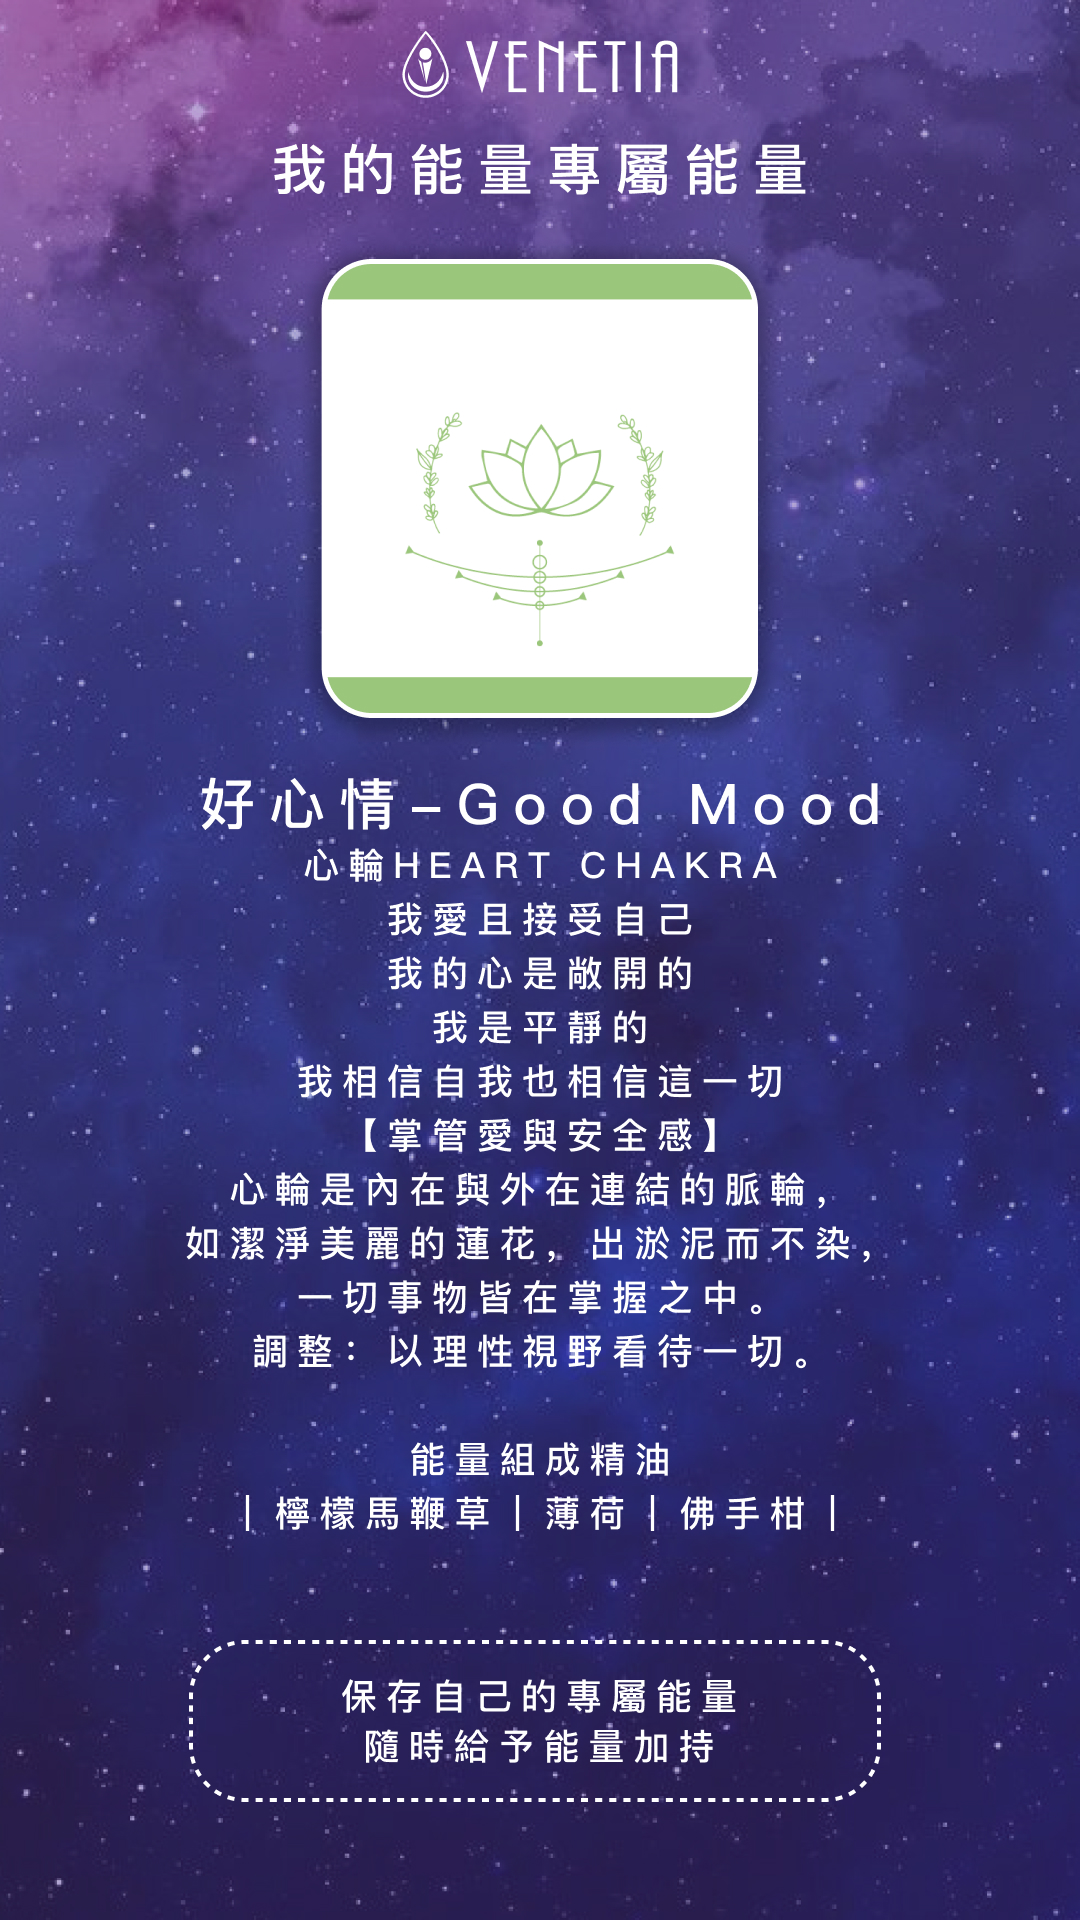 VENETIA
我的能量專屬能量
好心情–Good Mood
心輪HEART CHAKRA
我愛且接受自己
我的心是敞開的
我是平靜的
我相信自我也相信這一切
【掌管愛與安全感】
心輪是內在與外在連結的脈輪，
如潔淨美麗的蓮花，出淤泥而不染，
一切事物皆在掌握之中。
調整：以理性視野看待一切。
能量組成精油
｜檸檬馬鞭草｜薄荷｜佛手柑｜
保存自己的專屬能量
隨時給予能量加持